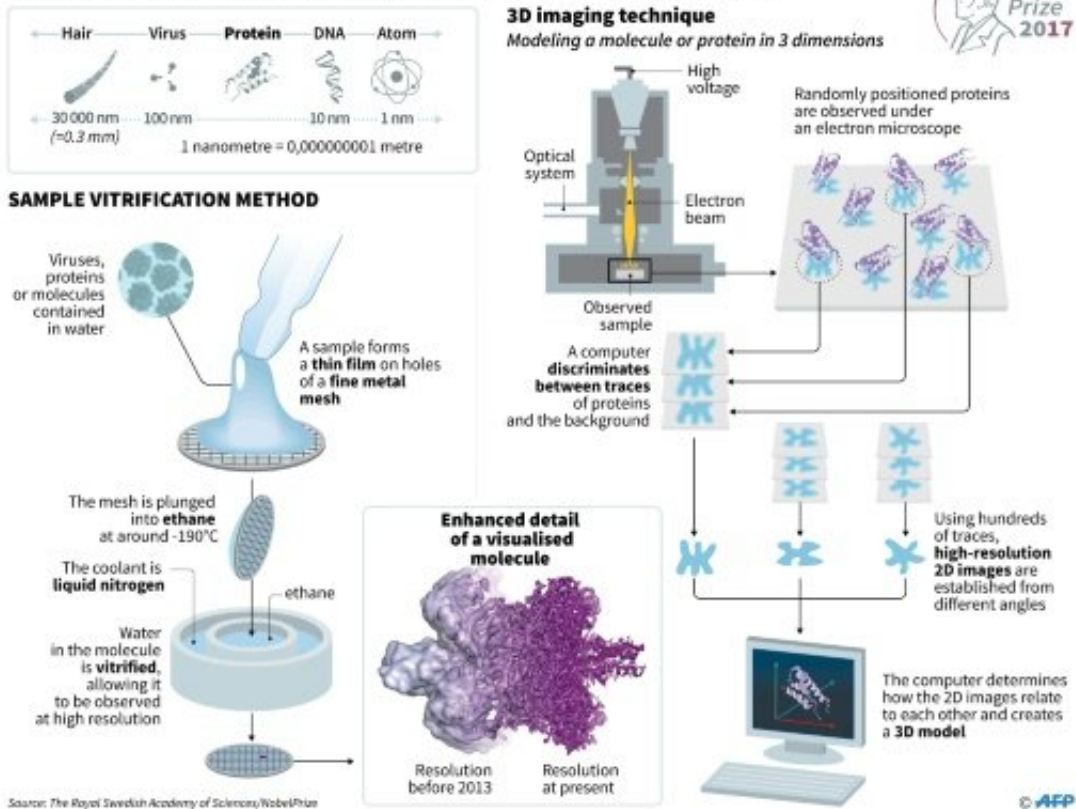 Hair
Virus
Protein
DNA
Atom
30 000 nm
(=0.3 mm)
100 nm
10 nm
1 nm
1 nanometre = 0,000000001 metre
SAMPLE VITRIFICATION METHOD
Viruses,
proteins
or molecules
contained
in water
A sample forms
a thin film on holes
of a fine metal
mesh
The mesh is plunged
into ethane
at around -190°C
The coolant is
liquid nitrogen
ethane
Water
in the molecule
is vitrified,
allowing it
to be observed
at high resolution
Enhanced detail
of a visualised
molecule
Resolution
before 2013
Resolution
at present
3D imaging technique
Modeling a molecule or protein in 3 dimensions
Prize
2017
High
voltage
Optical
system
Electron
beam
Observed
sample
Randomly positioned proteins
are observed under
an electron microscope
A computer
discriminates
between traces
of proteins
and the background
Using hundreds
of traces,
high-resolution
2D images are
established from
different angles
The computer determines
how the 2D images relate
to each other and creates
a 3D model
Source: The Royal Swedish Academy of Sciences/NobelPrize
© AFP